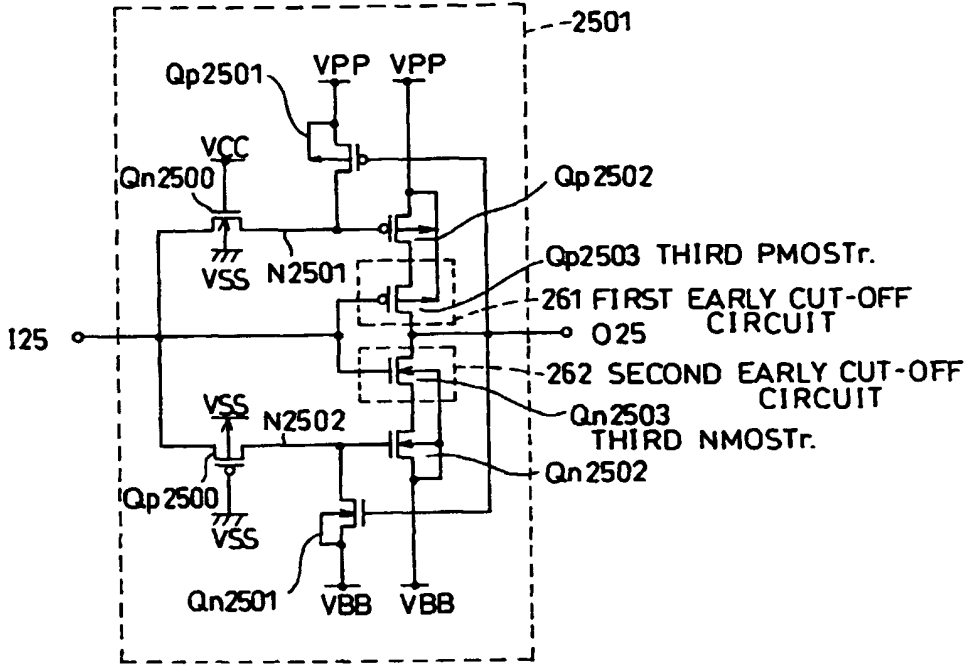 2501
Qp2501
VPP
VPP
VCC
Qn2500
Qp2502
VSS
N2501
Qp2503 THIRD PMOSTr.
261 FIRST EARLY CUT-OFF
CIRCUIT
I25
O25
262 SECOND EARLY CUT-OFF
CIRCUIT
VSS
N2502
Qn2503
THIRD NMOSTr.
Qn2502
Qp2500
VSS
Qn2501
VBB
VBB